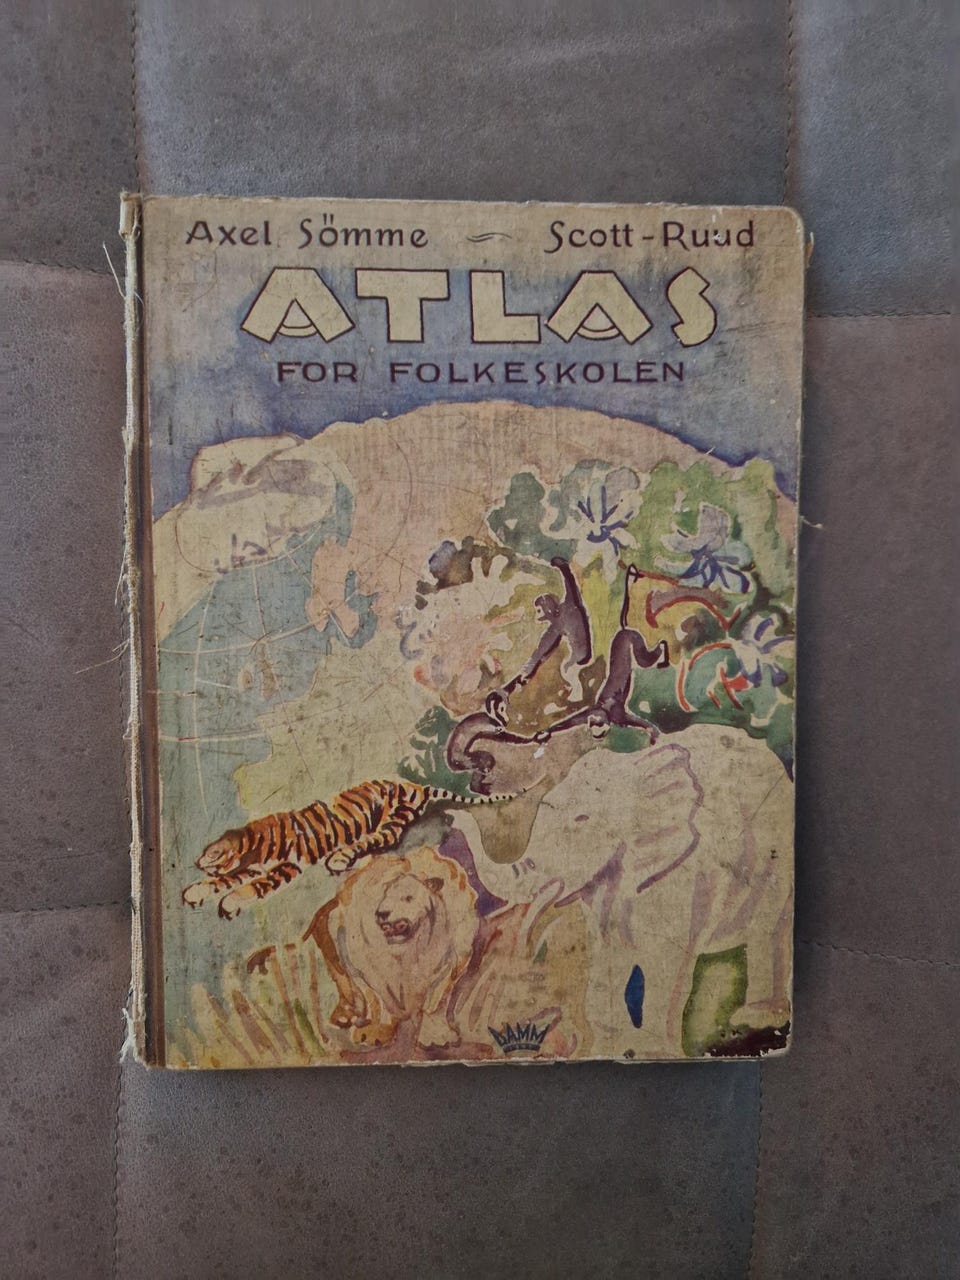 Axel Sömme ~ Scott-Ruud
ATLAS
FOR FOLKESKOLEN
DAMM